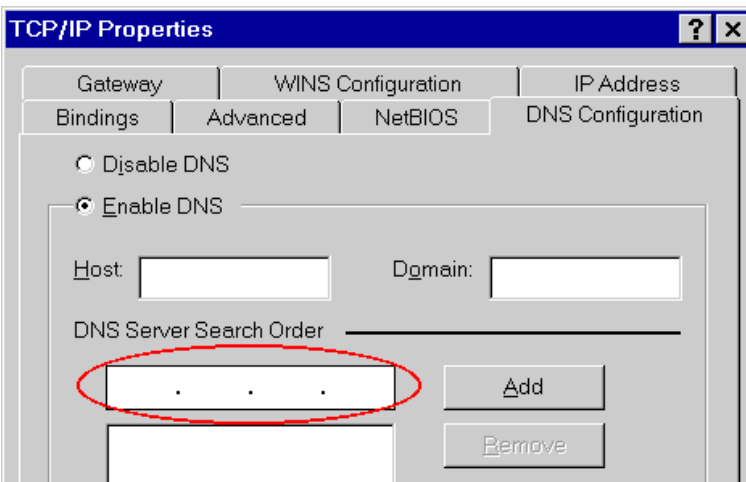 TCP/IP Properties ? ×
Gateway WINS Configuration IP Address
Bindings Advanced NetBIOS DNS Configuration
Disable DNS
Enable DNS
Host: Domain:
DNS Server Search Order
. . . Add
Remove